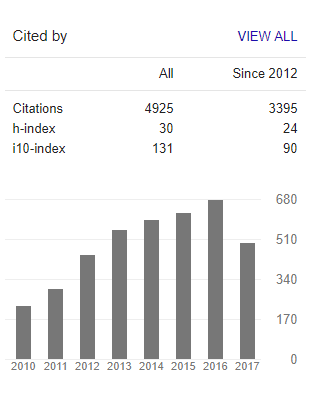 Cited by VIEW ALL
All Since 2012
Citations 4925 3395
h-index 30 24
i10-index 131 90
680
510
340
170
0
2010 2011 2012 2013 2014 2015 2016 2017